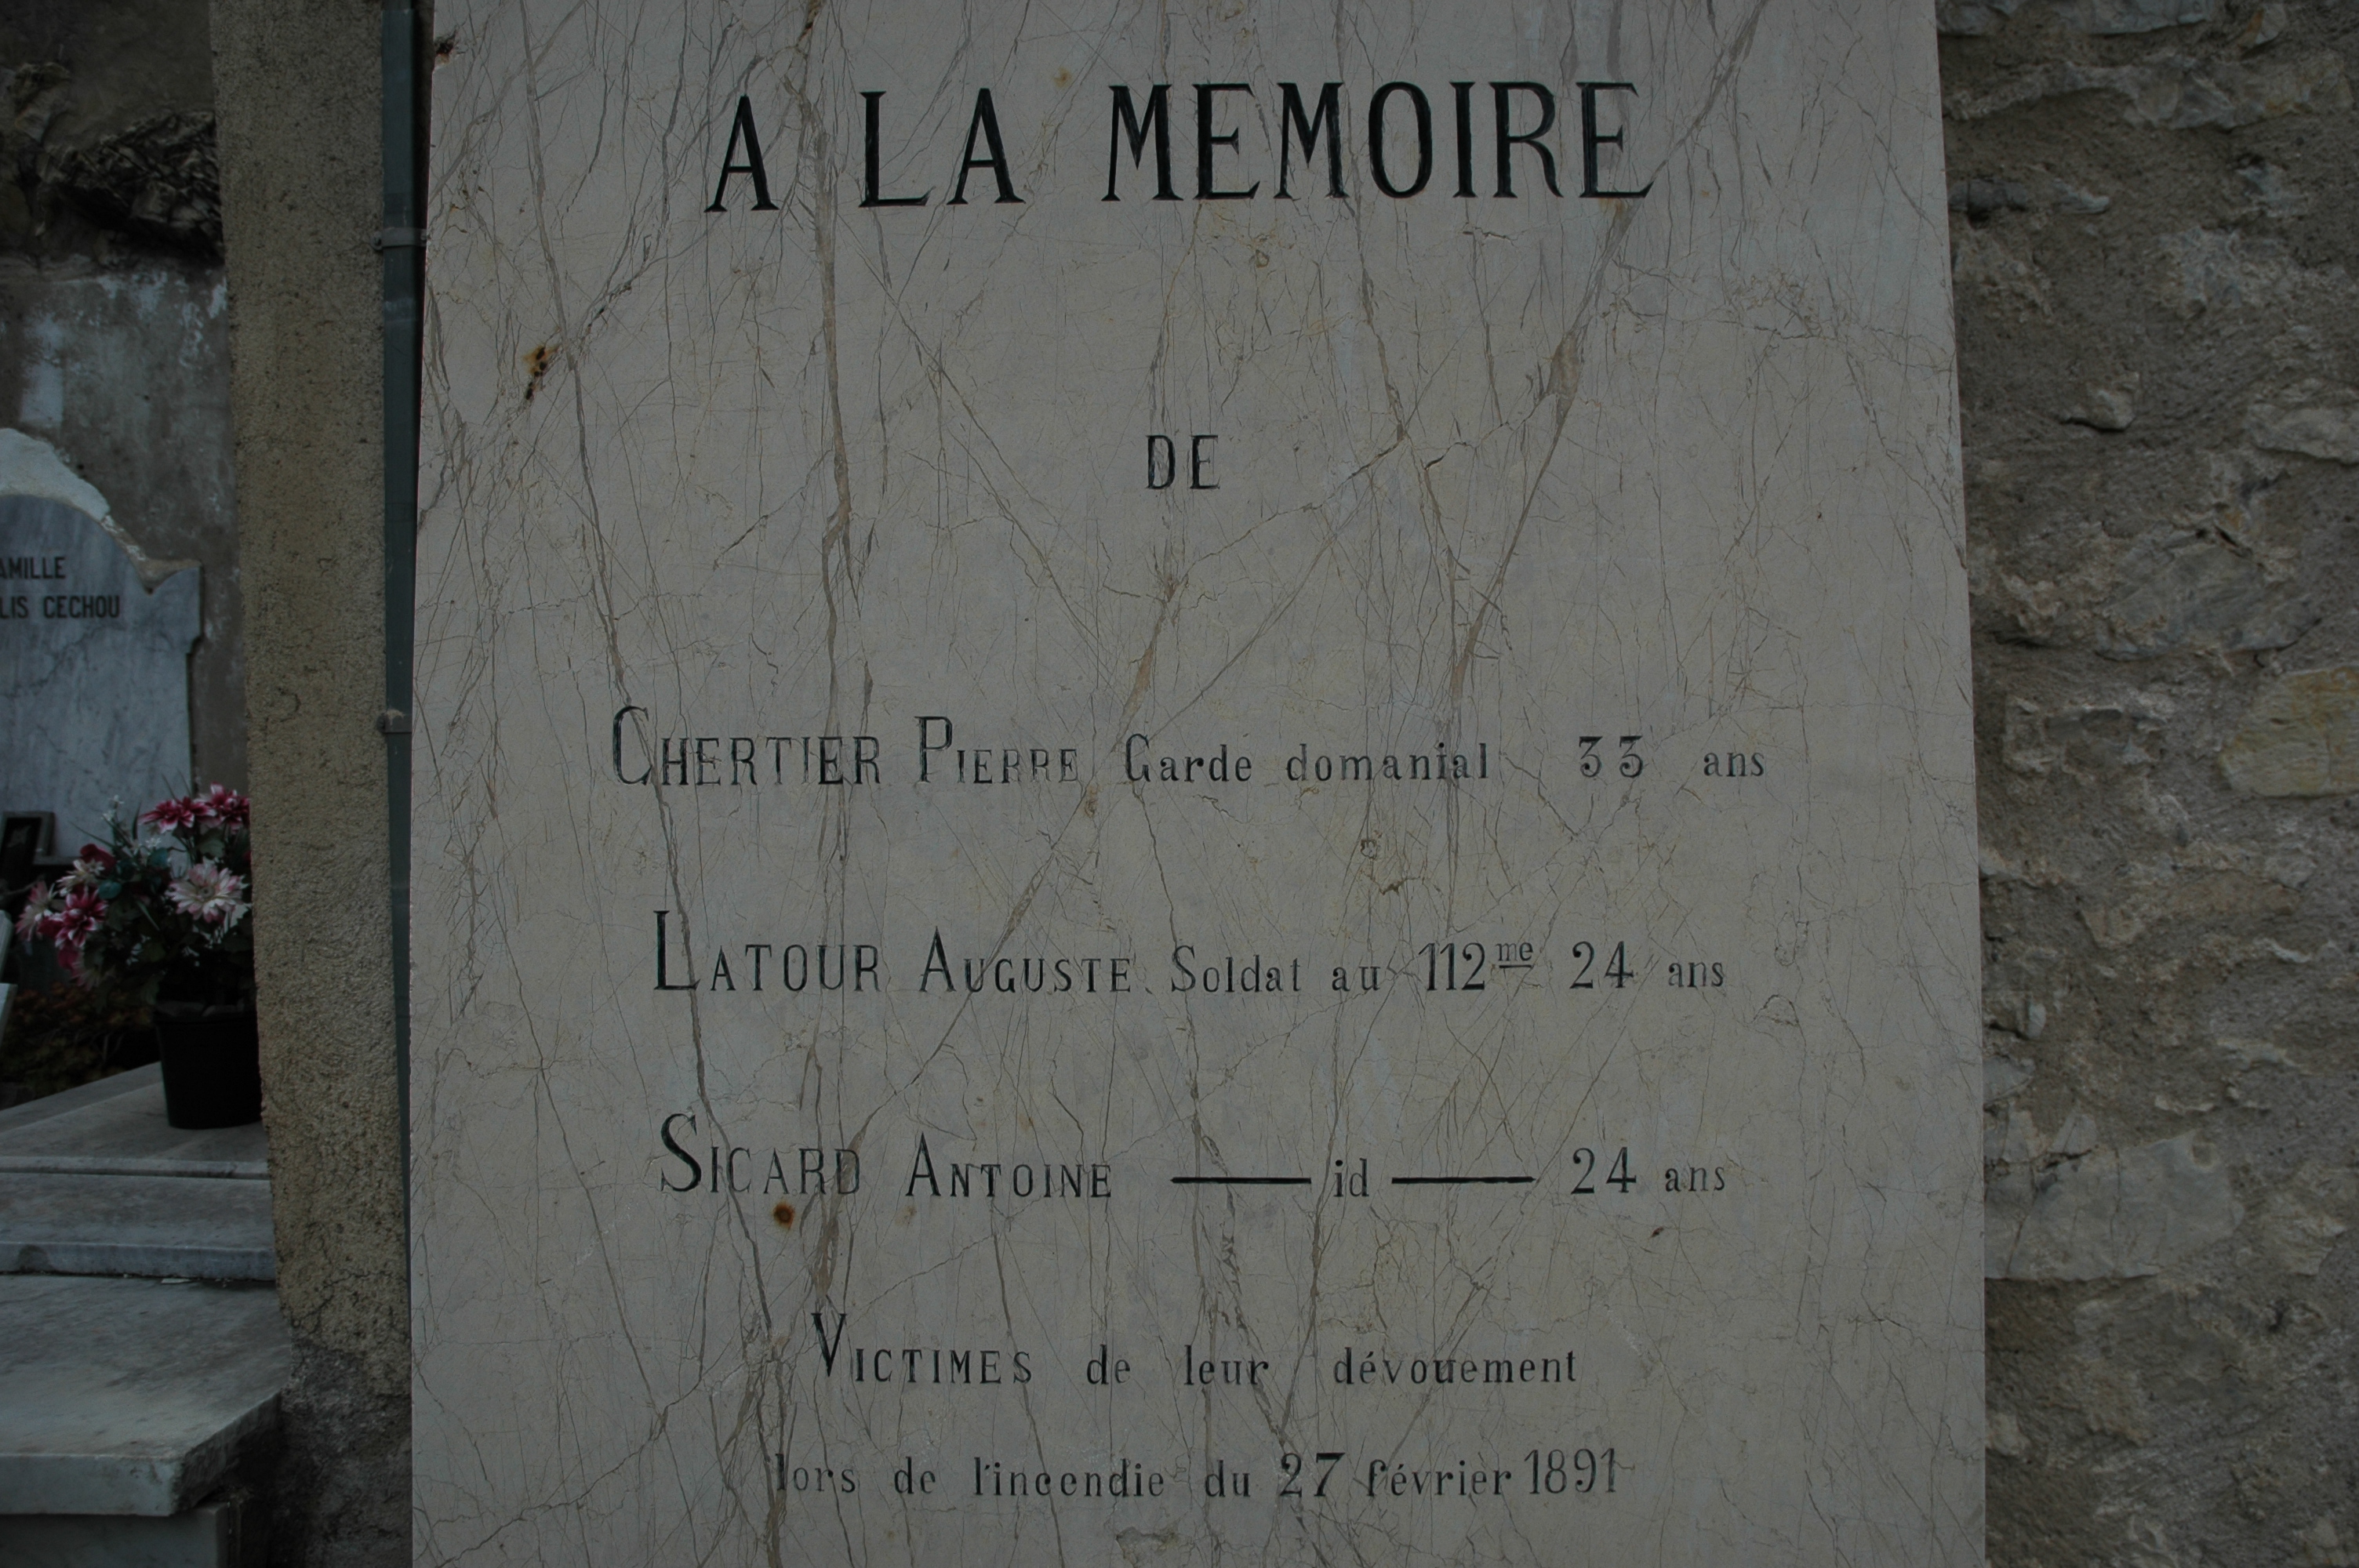 A LA MEMOIRE
DE
CHERTIER PIERRE Garde domanial 33 ans
LATOUR AUGUSTE Soldat au 112me 24 ans
SICARD ANTOINE — id — 24 ans
VICTIMES de leur dévouement
lors de l'incendie du 27 février 1891
AMILLE
LIS CECHOU